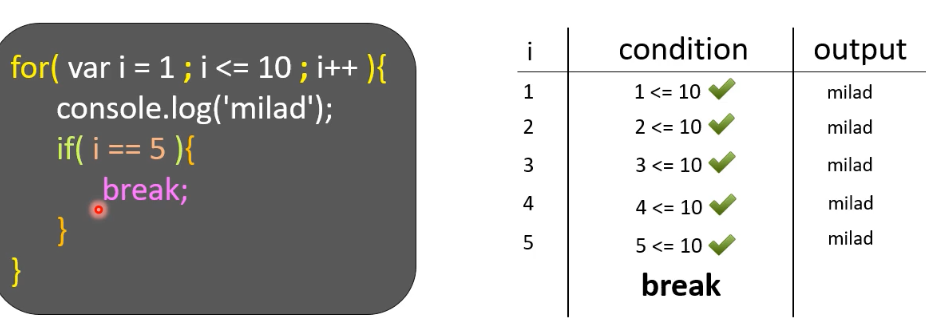 for( var i = 1 ; i <= 10 ; i++ ){
console.log('milad');
if( i == 5 ){
break;
}
}
i condition output
1 1 <= 10 milad
2 2 <= 10 milad
3 3 <= 10 milad
4 4 <= 10 milad
5 5 <= 10 milad
break